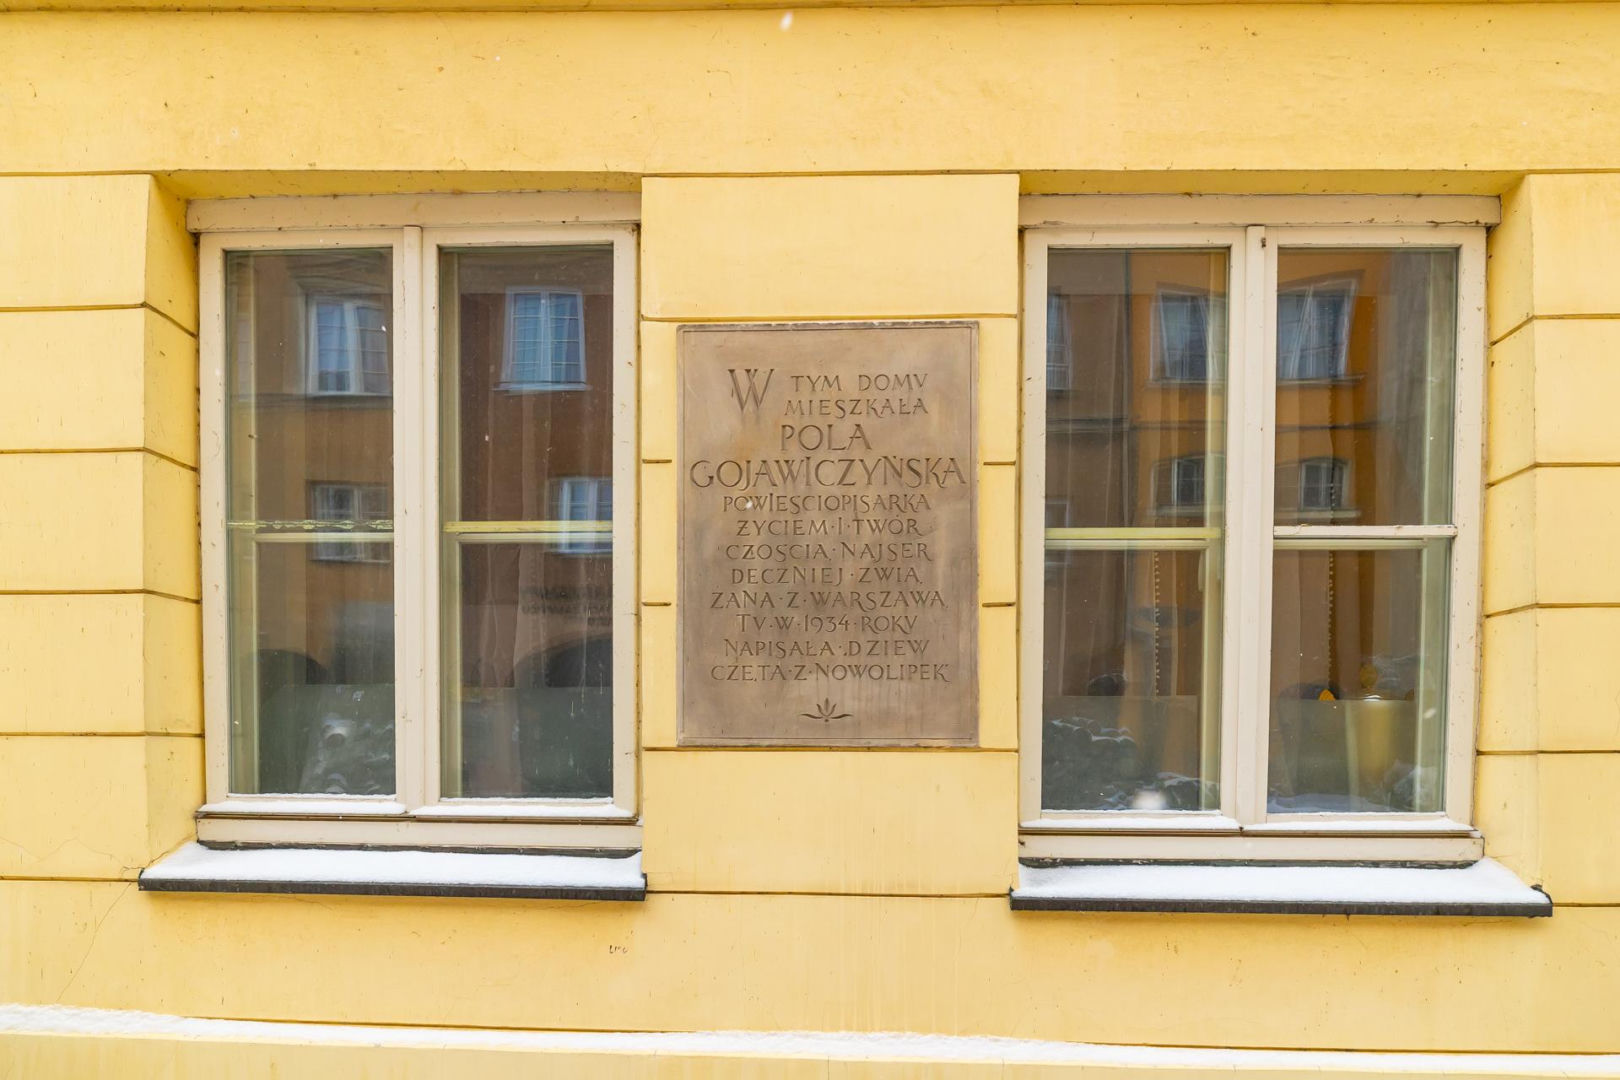 W TYM DOMV
MIESZKAŁA
POLA
GOJAWICZYŃSKA
POWIEŚCIOPISARKA
ŻYCIEM·I·TWÓR
CZOŚCIĄ·NAJSER
DECZNIEJ·ZWIĄ
ZANA·Z·WARSZAWĄ
TV·W·1934·ROKV
NAPISAŁA·„DZIEW
CZĘTA·Z·NOWOLIPEK"